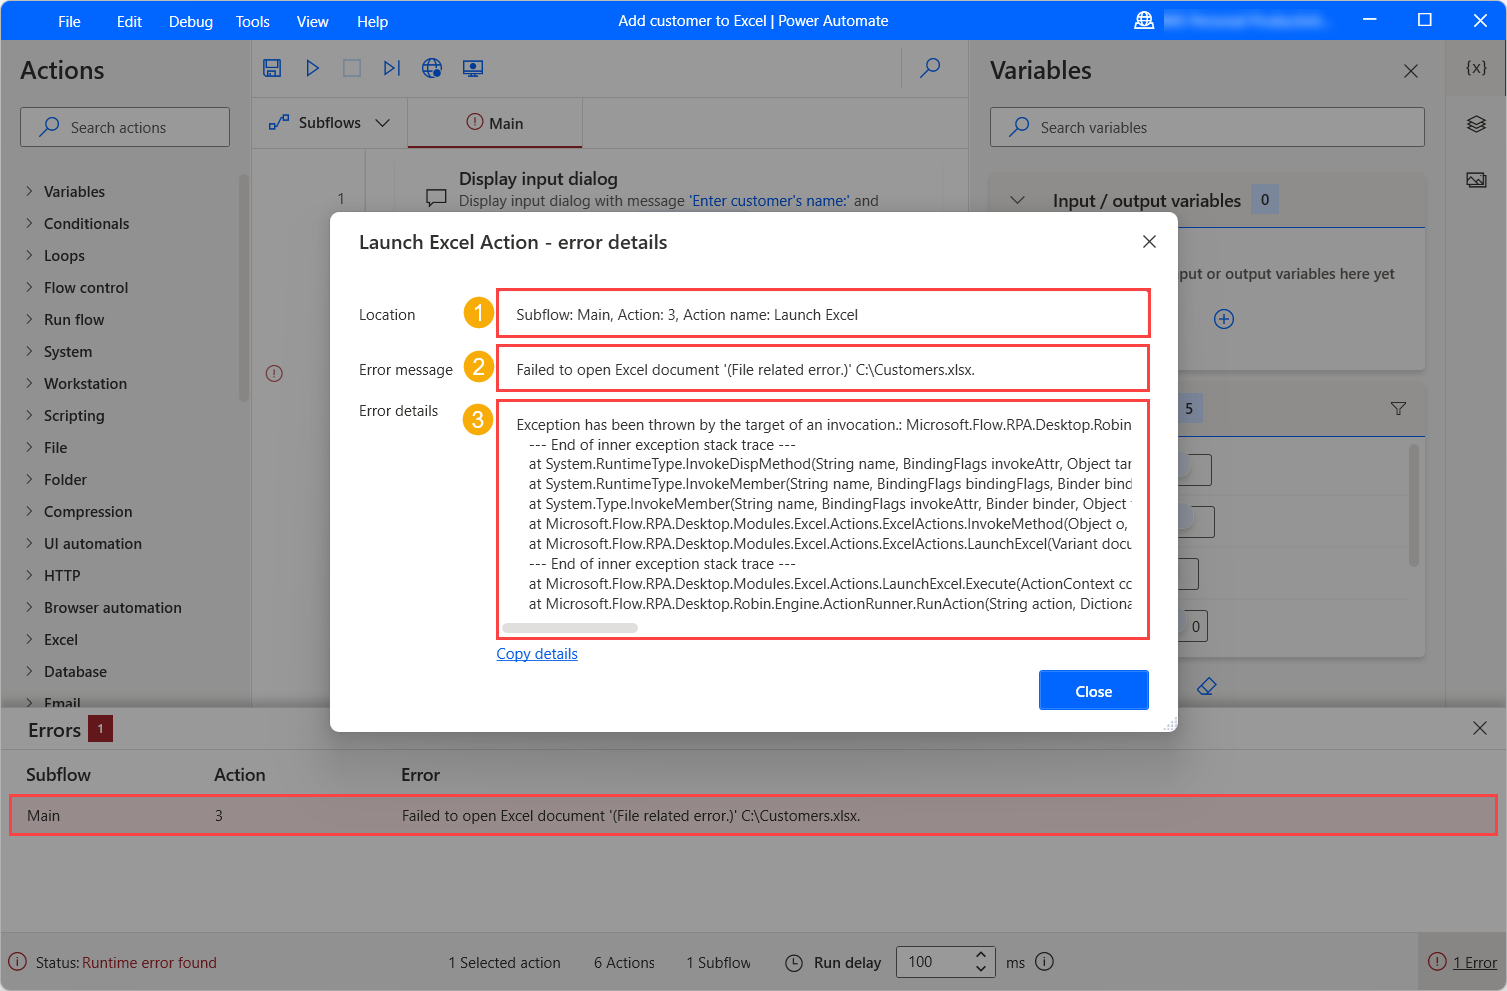 File Edit Debug Tools View Help
Add customer to Excel | Power Automate
Actions
Search actions
Variables
Conditionals
Loops
Flow control
Run flow
System
Workstation
Scripting
File
Folder
Compression
UI automation
HTTP
Browser automation
Excel
Database
Email
Subflows
Main
1
Display input dialog
Display input dialog with message 'Enter customer's name:' and
Variables
{x}
Search variables
Input / output variables 0
put or output variables here yet
5
0
Launch Excel Action - error details
Location
1
Subflow: Main, Action: 3, Action name: Launch Excel
Error message
2
Failed to open Excel document '(File related error.)' C:\Customers.xlsx.
Error details
3
Exception has been thrown by the target of an invocation.: Microsoft.Flow.RPA.Desktop.Robin
--- End of inner exception stack trace ---
at System.RuntimeType.InvokeDispMethod(String name, BindingFlags invokeAttr, Object tar
at System.RuntimeType.InvokeMember(String name, BindingFlags bindingFlags, Binder bind
at System.Type.InvokeMember(String name, BindingFlags invokeAttr, Binder binder, Object
at Microsoft.Flow.RPA.Desktop.Modules.Excel.Actions.ExcelActions.InvokeMethod(Object o,
at Microsoft.Flow.RPA.Desktop.Modules.Excel.Actions.ExcelActions.LaunchExcel(Variant docu
--- End of inner exception stack trace ---
at Microsoft.Flow.RPA.Desktop.Modules.Excel.Actions.LaunchExcel.Execute(ActionContext cc
at Microsoft.Flow.RPA.Desktop.Robin.Engine.ActionRunner.RunAction(String action, Dictiona
Copy details
Close
Errors 1
Subflow Action Error
Main 3 Failed to open Excel document '(File related error.)' C:\Customers.xlsx.
Status: Runtime error found
1 Selected action
6 Actions
1 Subflow
Run delay
100
ms
1 Error